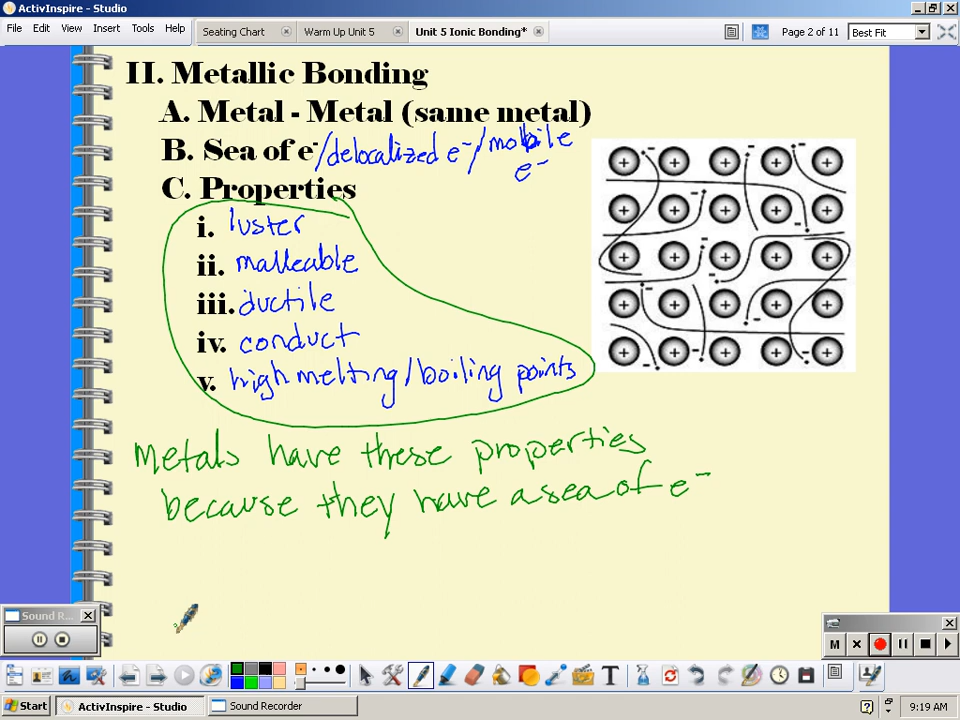 ActivInspire - Studio
File Edit View Insert Tools Help
Seating Chart
Warm Up Unit 5
Unit 5 Ionic Bonding*
Page 2 of 11
Best Fit
II. Metallic Bonding
A. Metal - Metal (same metal)
B. Sea of e⁻/delocalized e⁻/mobile
e⁻
C. Properties
i. luster
ii. malleable
iii. ductile
iv. conduct
v. high melting/boiling points
metals have these properties
because they have a sea of e⁻
Sound R...
M
Start
ActivInspire - Studio
Sound Recorder
9:19 AM